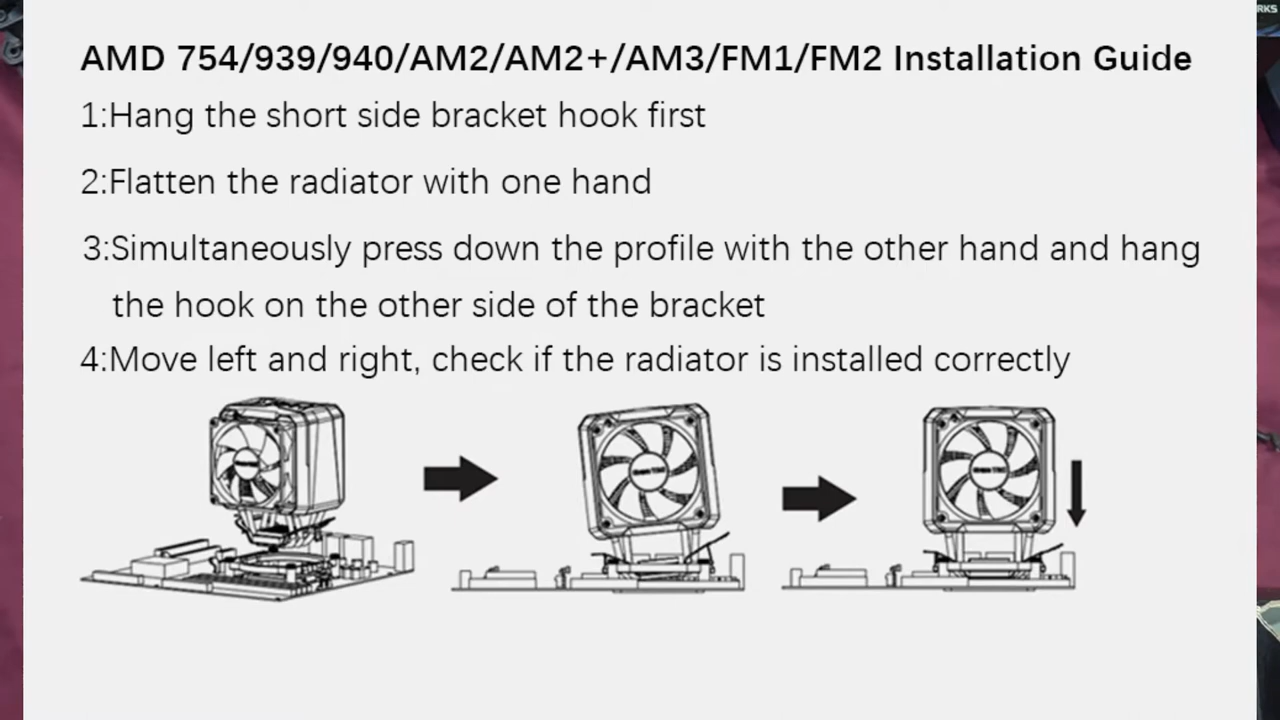 RKS
AMD 754/939/940/AM2/AM2+/AM3/FM1/FM2 Installation Guide
1:Hang the short side bracket hook first
2:Flatten the radiator with one hand
3:Simultaneously press down the profile with the other hand and hang
the hook on the other side of the bracket
4:Move left and right, check if the radiator is installed correctly